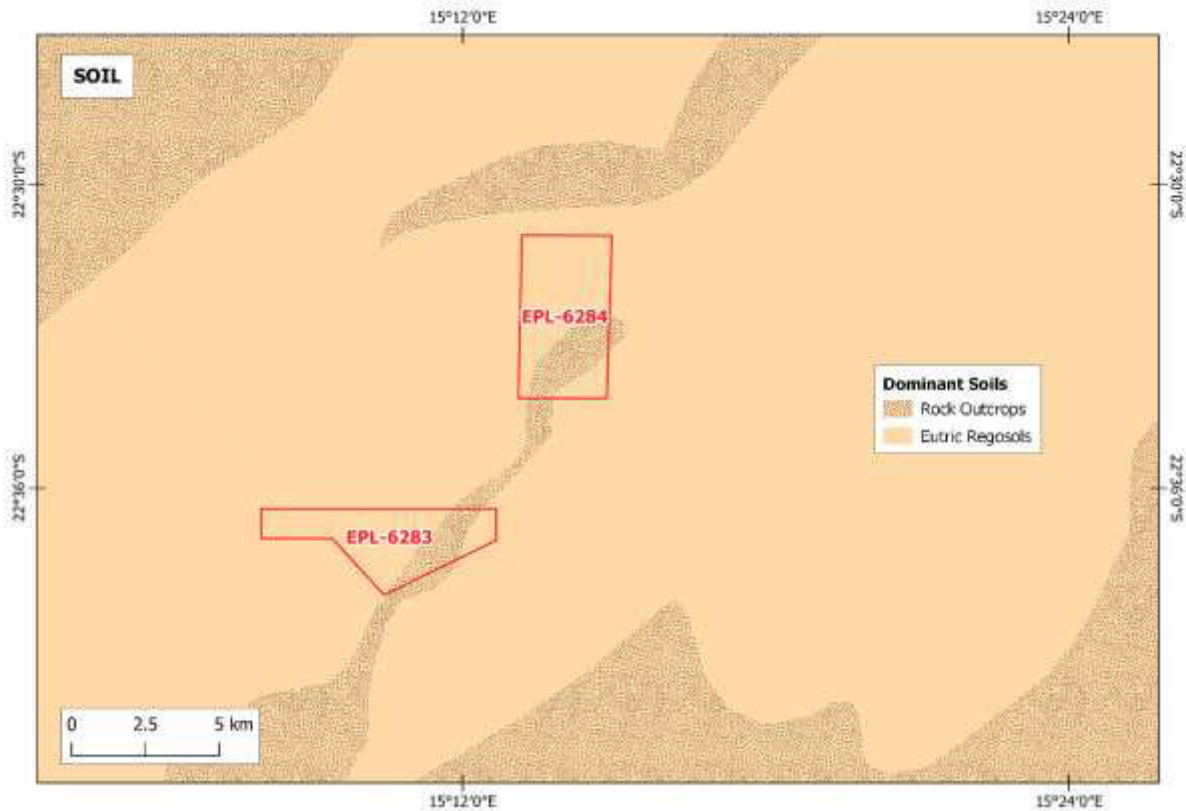 15°12'0"E 15°24'0"E
SOIL
22°30'0"S 22°30'0"S
EPL-6284
Dominant Soils
Rock Outcrops
Eutric Regosols
22°36'0"S 22°36'0"S
EPL-6283
0 2.5 5 km
15°12'0"E 15°24'0"E